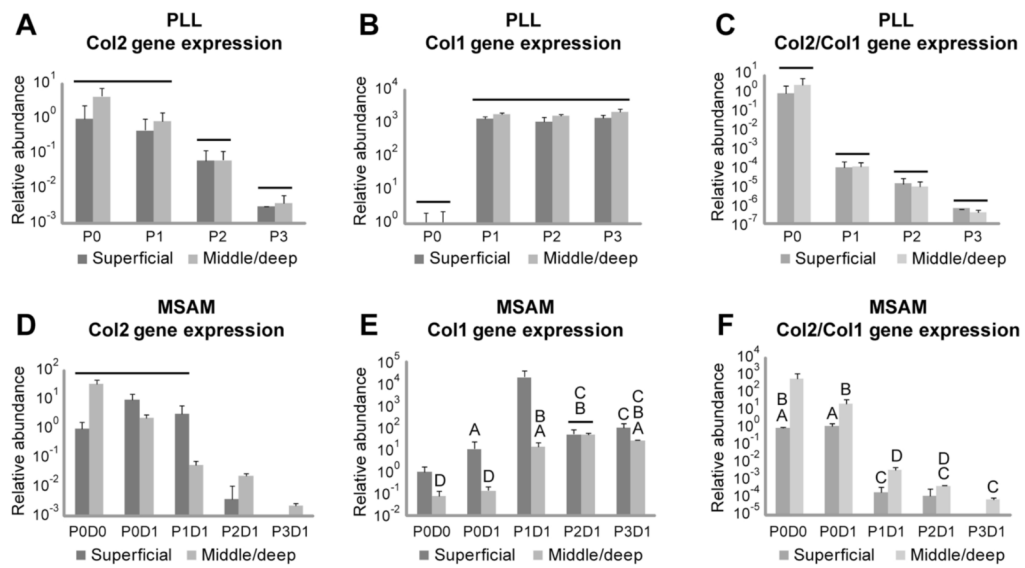 A
PLL
Col2 gene expression
Relative abundance
10^1
10^0
10^-1
10^-2
10^-3
P0 P1 P2 P3
Superficial Middle/deep
B
PLL
Col1 gene expression
Relative abundance
10^4
10^3
10^2
10^1
10^0
P0 P1 P2 P3
Superficial Middle/deep
C
PLL
Col2/Col1 gene expression
Relative abundance
10^1
10^0
10^-1
10^-2
10^-3
10^-4
10^-5
10^-6
10^-7
P0 P1 P2 P3
Superficial Middle/deep
D
MSAM
Col2 gene expression
Relative abundance
10^2
10^1
10^0
10^-1
10^-2
10^-3
P0D0 P0D1 P1D1 P2D1 P3D1
Superficial Middle/deep
E
MSAM
Col1 gene expression
Relative abundance
10^5
10^4
10^3
10^2
10^1
10^0
10^-1
10^-2
D
A
D
B
A
C
B
C
C
B
A
P0D0 P0D1 P1D1 P2D1 P3D1
Superficial Middle/deep
F
MSAM
Col2/Col1 gene expression
Relative abundance
10^4
10^3
10^2
10^1
10^0
10^-1
10^-2
10^-3
10^-4
10^-5
B
A
A
B
C
D
D
C
C
P0D0 P0D1 P1D1 P2D1 P3D1
Superficial Middle/deep